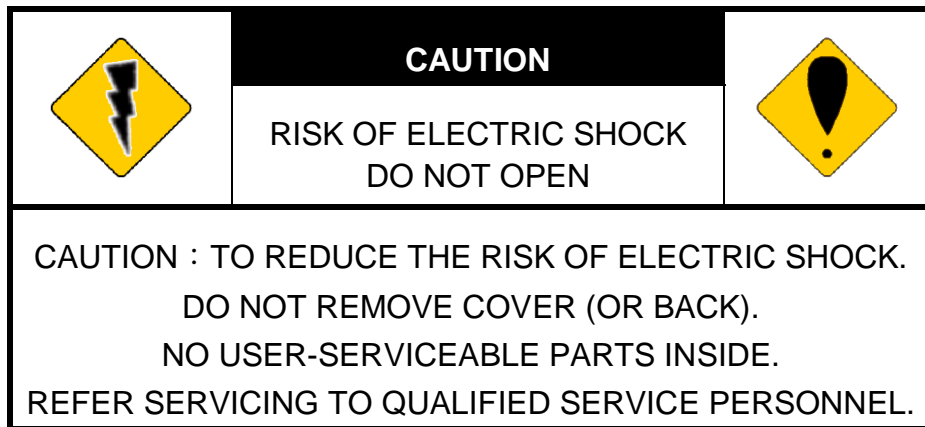 CAUTION
RISK OF ELECTRIC SHOCK
DO NOT OPEN
CAUTION：TO REDUCE THE RISK OF ELECTRIC SHOCK.
DO NOT REMOVE COVER (OR BACK).
NO USER-SERVICEABLE PARTS INSIDE.
REFER SERVICING TO QUALIFIED SERVICE PERSONNEL.